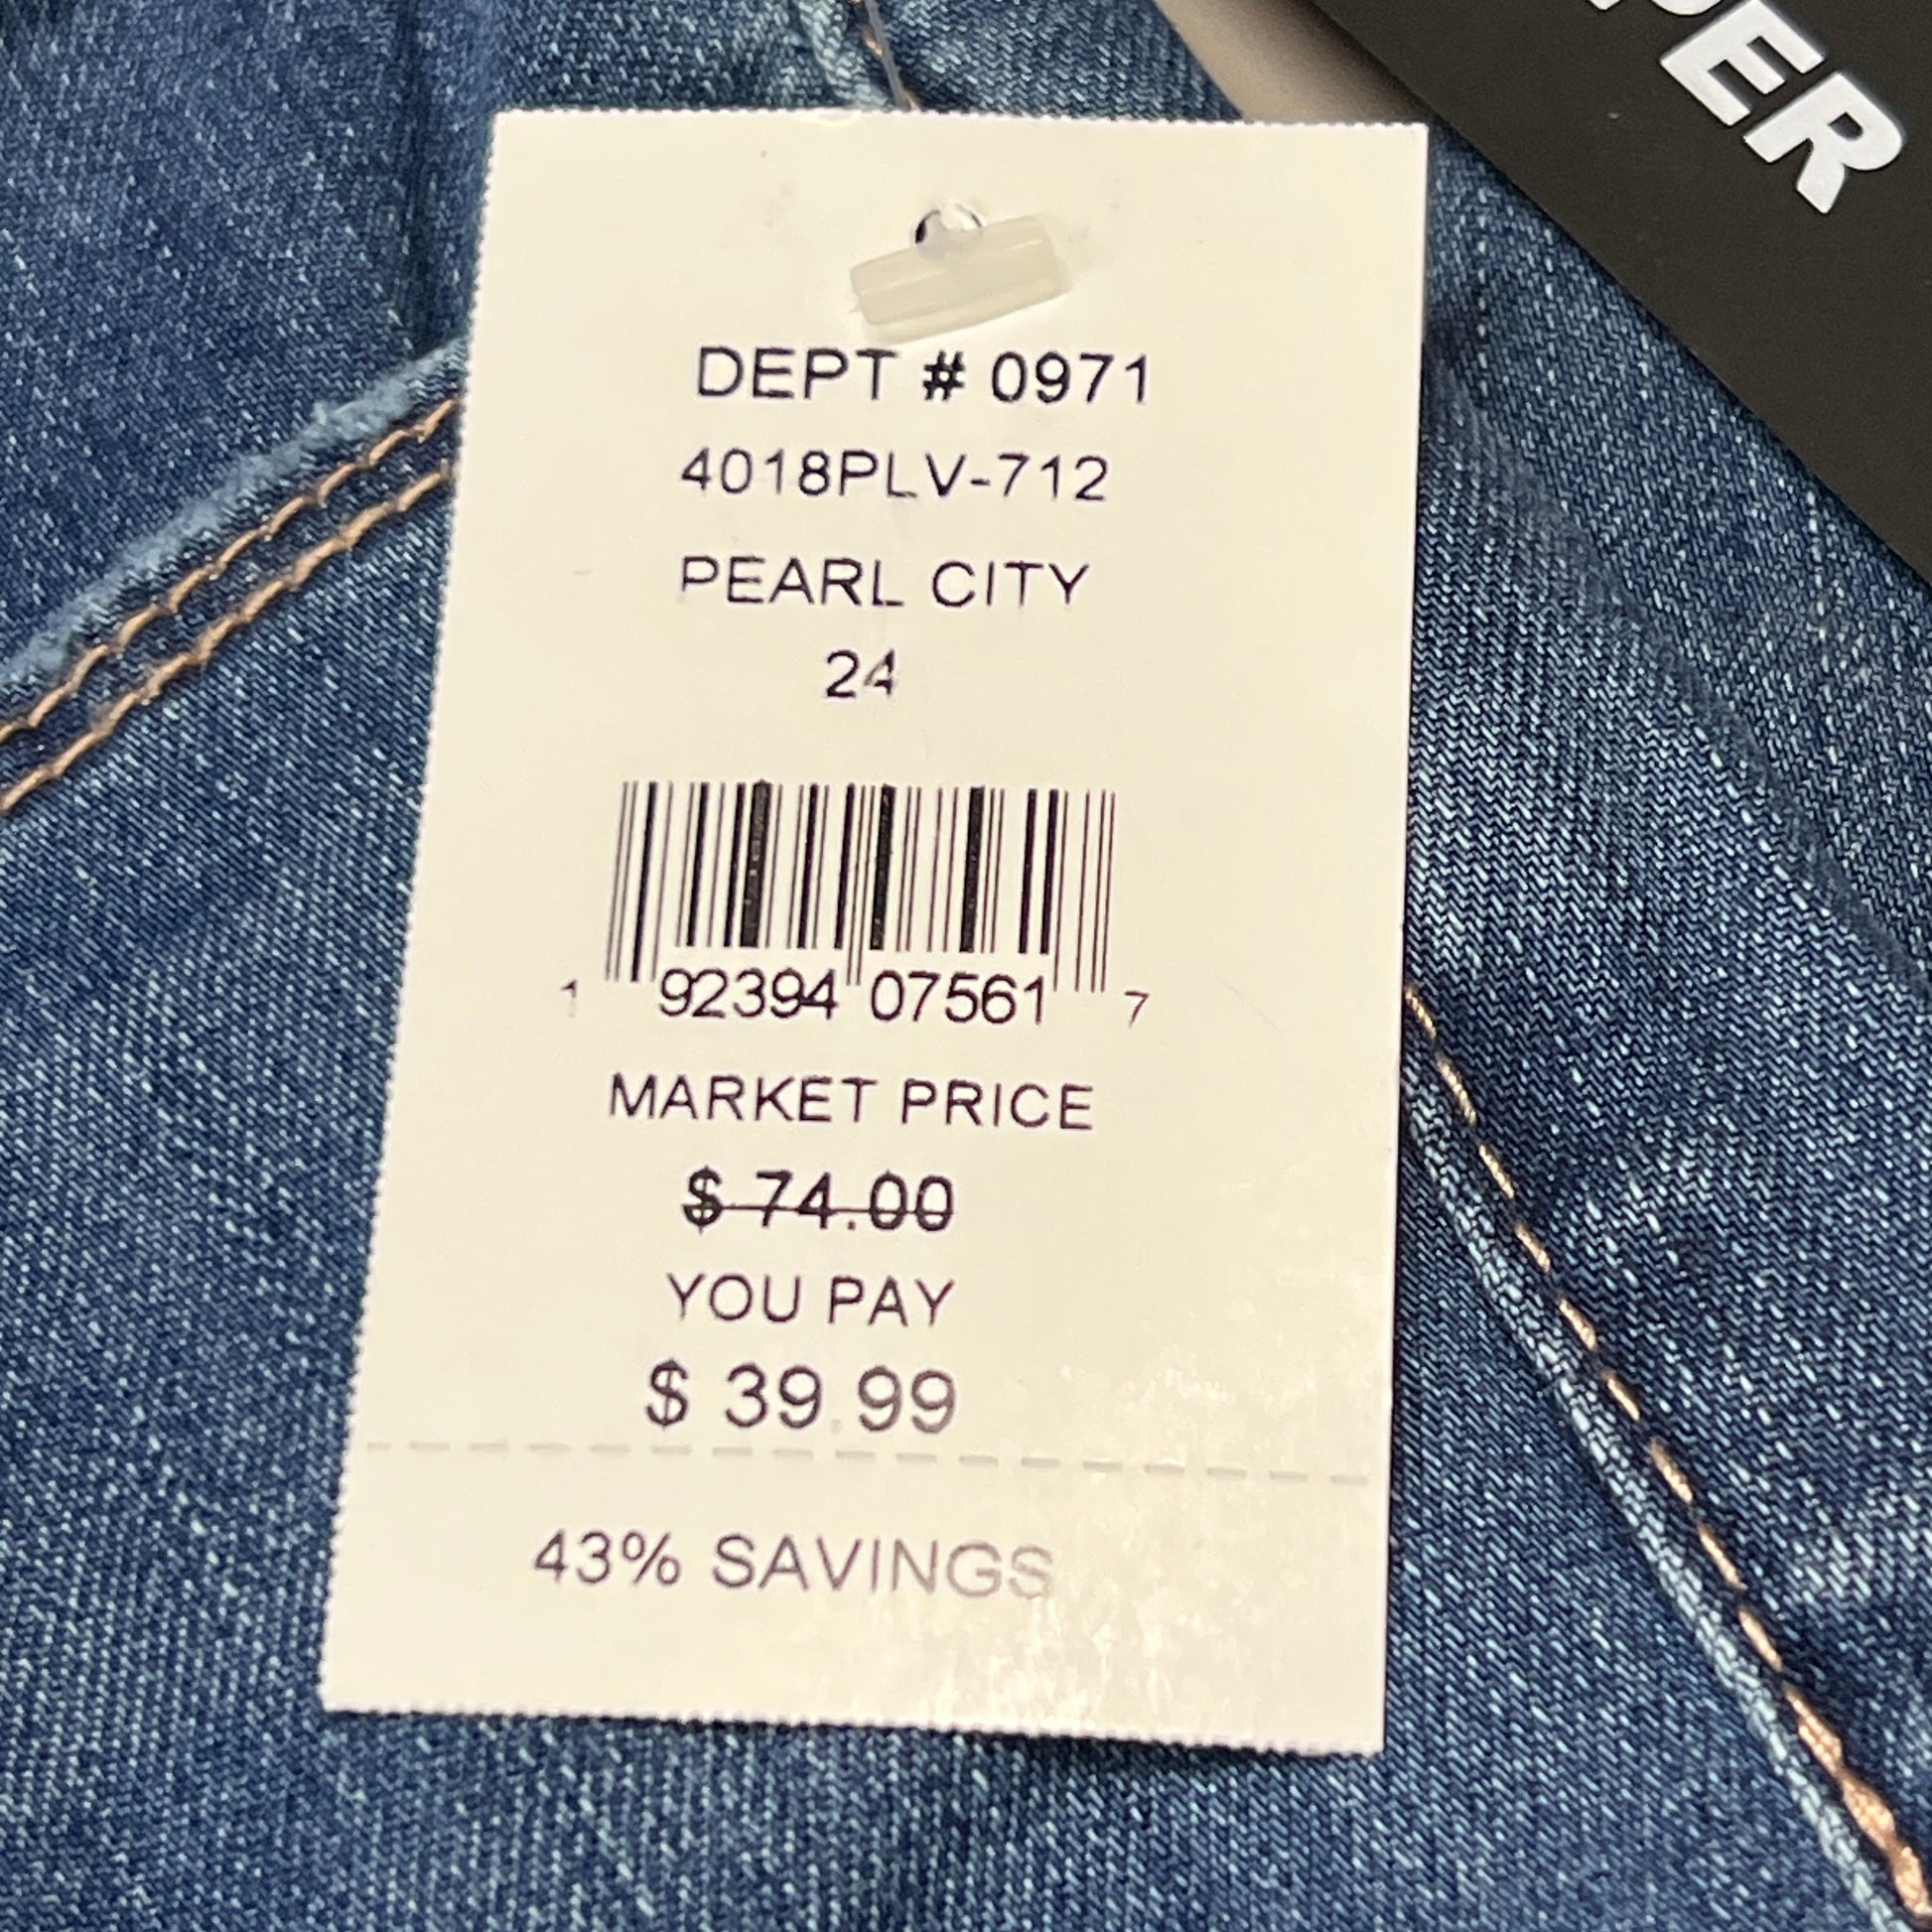 DEPT # 0971
4018PLV-712
PEARL CITY
24
1 92394 07561 7
MARKET PRICE
$ 74.00
YOU PAY
$ 39.99
43% SAVINGS